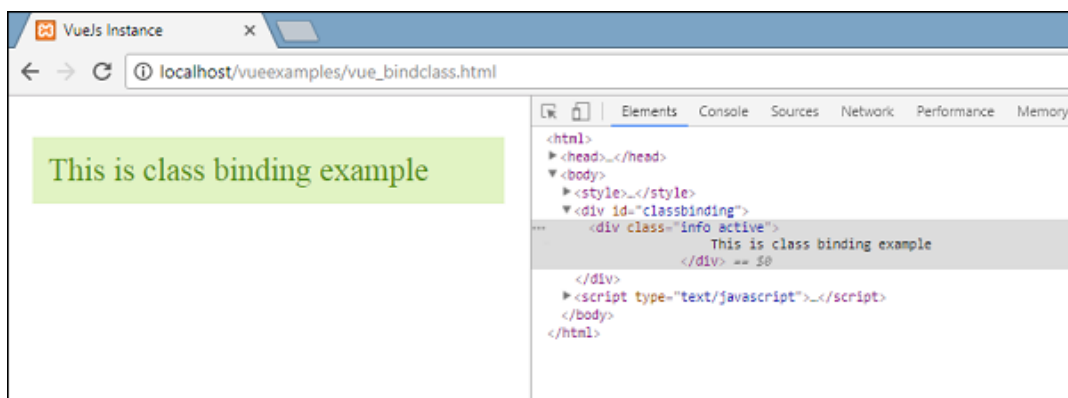 VueJs Instance
localhost/vueexamples/vue_bindclass.html
This is class binding example
Elements Console Sources Network Performance Memory
<html>
<head>…</head>
<body>
<style>…</style>
<div id="classbinding">
<div class="info active">
This is class binding example
</div> == $0
</div>
<script type="text/javascript">…</script>
</body>
</html>